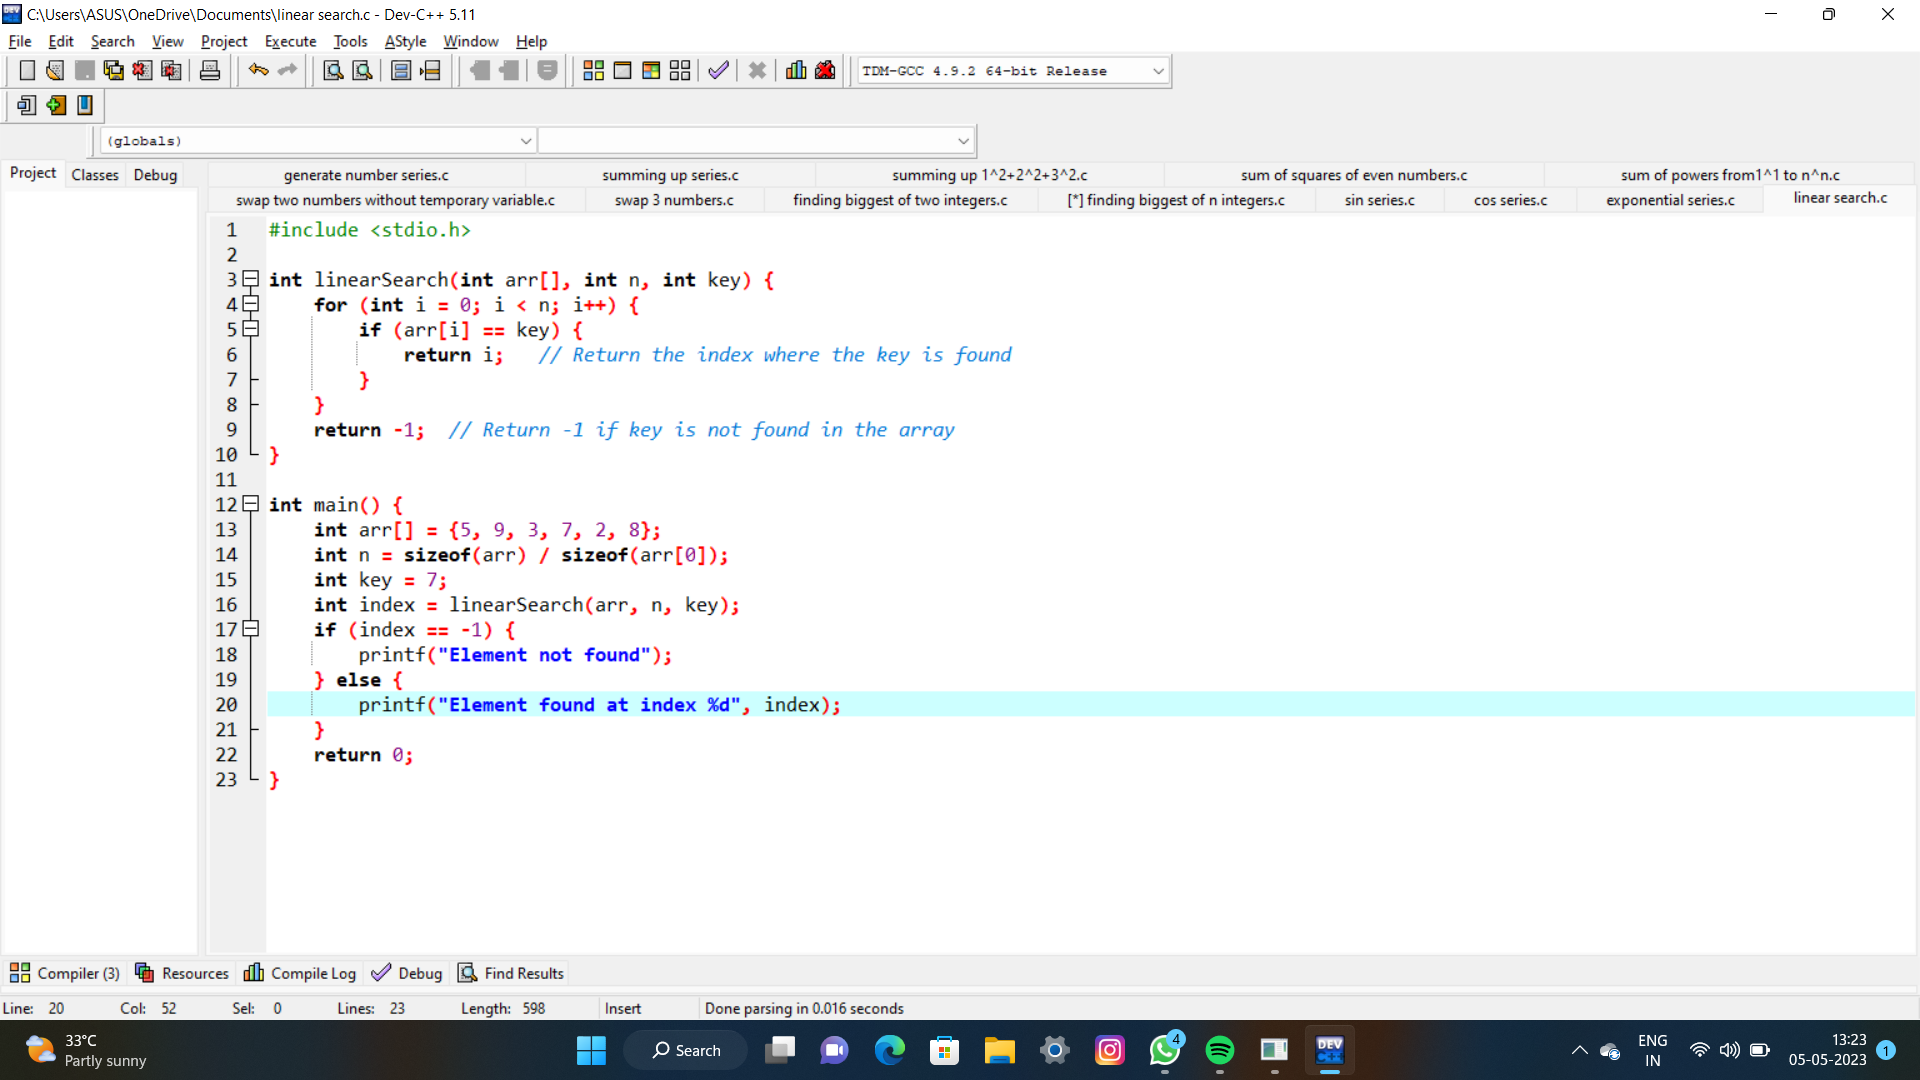 C:\Users\ASUS\OneDrive\Documents\linear search.c - Dev-C++ 5.11
File Edit Search View Project Execute Tools AStyle Window Help
TDM-GCC 4.9.2 64-bit Release
(globals)
Project Classes Debug
generate number series.c summing up series.c summing up 1^2+2^2+3^2.c sum of squares of even numbers.c sum of powers from1^1 to n^n.c
swap two numbers without temporary variable.c swap 3 numbers.c finding biggest of two integers.c [*] finding biggest of n integers.c sin series.c cos series.c exponential series.c linear search.c
1 #include <stdio.h>
2
3 int linearSearch(int arr[], int n, int key) {
4     for (int i = 0; i < n; i++) {
5         if (arr[i] == key) {
6             return i;   // Return the index where the key is found
7         }
8     }
9     return -1;  // Return -1 if key is not found in the array
10 }
11
12 int main() {
13     int arr[] = {5, 9, 3, 7, 2, 8};
14     int n = sizeof(arr) / sizeof(arr[0]);
15     int key = 7;
16     int index = linearSearch(arr, n, key);
17     if (index == -1) {
18         printf("Element not found");
19     } else {
20         printf("Element found at index %d", index);
21     }
22     return 0;
23 }
Compiler (3) Resources Compile Log Debug Find Results
Line: 20 Col: 52 Sel: 0 Lines: 23 Length: 598 Insert Done parsing in 0.016 seconds
33°C
Partly sunny
Search
DEV
C++
4
ENG
IN
13:23
05-05-2023
1